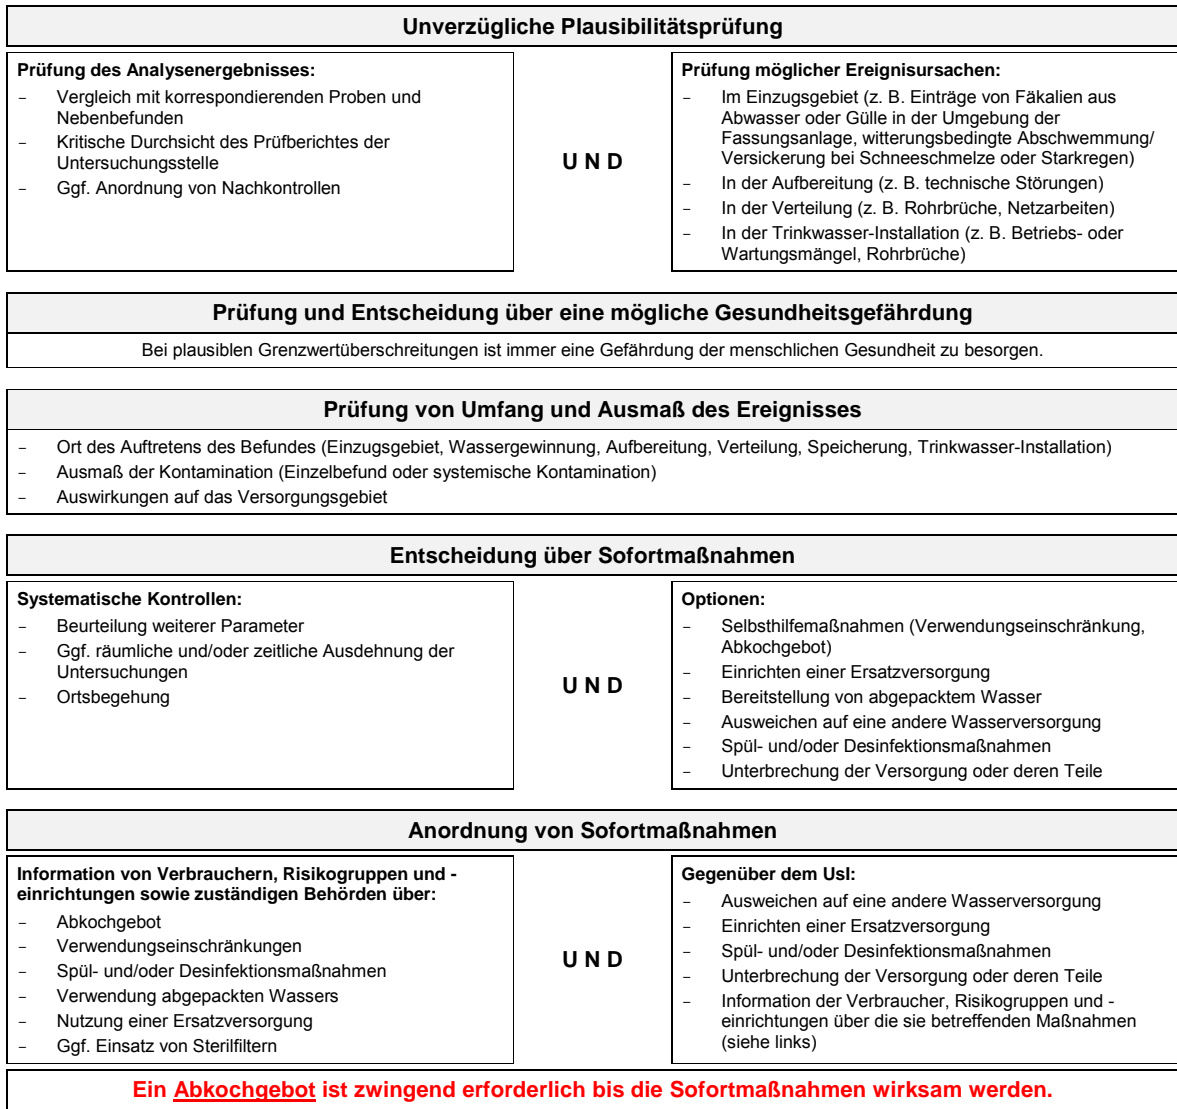 Unverzügliche Plausibilitätsprüfung
Prüfung des Analysenergebnisses:
- Vergleich mit korrespondierenden Proben und
Nebenbefunden
- Kritische Durchsicht des Prüfberichtes der
Untersuchungsstelle
- Ggf. Anordnung von Nachkontrollen
U N D
Prüfung möglicher Ereignisursachen:
- Im Einzugsgebiet (z. B. Einträge von Fäkalien aus
Abwasser oder Gülle in der Umgebung der
Fassungsanlage, witterungsbedingte Abschwemmung/
Versickerung bei Schneeschmelze oder Starkregen)
- In der Aufbereitung (z. B. technische Störungen)
- In der Verteilung (z. B. Rohrbrüche, Netzarbeiten)
- In der Trinkwasser-Installation (z. B. Betriebs- oder
Wartungsmängel, Rohrbrüche)
Prüfung und Entscheidung über eine mögliche Gesundheitsgefährdung
Bei plausiblen Grenzwertüberschreitungen ist immer eine Gefährdung der menschlichen Gesundheit zu besorgen.
Prüfung von Umfang und Ausmaß des Ereignisses
- Ort des Auftretens des Befundes (Einzugsgebiet, Wassergewinnung, Aufbereitung, Verteilung, Speicherung, Trinkwasser-Installation)
- Ausmaß der Kontamination (Einzelbefund oder systemische Kontamination)
- Auswirkungen auf das Versorgungsgebiet
Entscheidung über Sofortmaßnahmen
Systematische Kontrollen:
- Beurteilung weiterer Parameter
- Ggf. räumliche und/oder zeitliche Ausdehnung der
Untersuchungen
- Ortsbegehung
U N D
Optionen:
- Selbsthilfemaßnahmen (Verwendungseinschränkung,
Abkochgebot)
- Einrichten einer Ersatzversorgung
- Bereitstellung von abgepacktem Wasser
- Ausweichen auf eine andere Wasserversorgung
- Spül- und/oder Desinfektionsmaßnahmen
- Unterbrechung der Versorgung oder deren Teile
Anordnung von Sofortmaßnahmen
Information von Verbrauchern, Risikogruppen und -
einrichtungen sowie zuständigen Behörden über:
- Abkochgebot
- Verwendungseinschränkungen
- Spül- und/oder Desinfektionsmaßnahmen
- Verwendung abgepackten Wassers
- Nutzung einer Ersatzversorgung
- Ggf. Einsatz von Sterilfiltern
U N D
Gegenüber dem UsI:
- Ausweichen auf eine andere Wasserversorgung
- Einrichten einer Ersatzversorgung
- Spül- und/oder Desinfektionsmaßnahmen
- Unterbrechung der Versorgung oder deren Teile
- Information der Verbraucher, Risikogruppen und -
einrichtungen über die sie betreffenden Maßnahmen
(siehe links)
Ein Abkochgebot ist zwingend erforderlich bis die Sofortmaßnahmen wirksam werden.